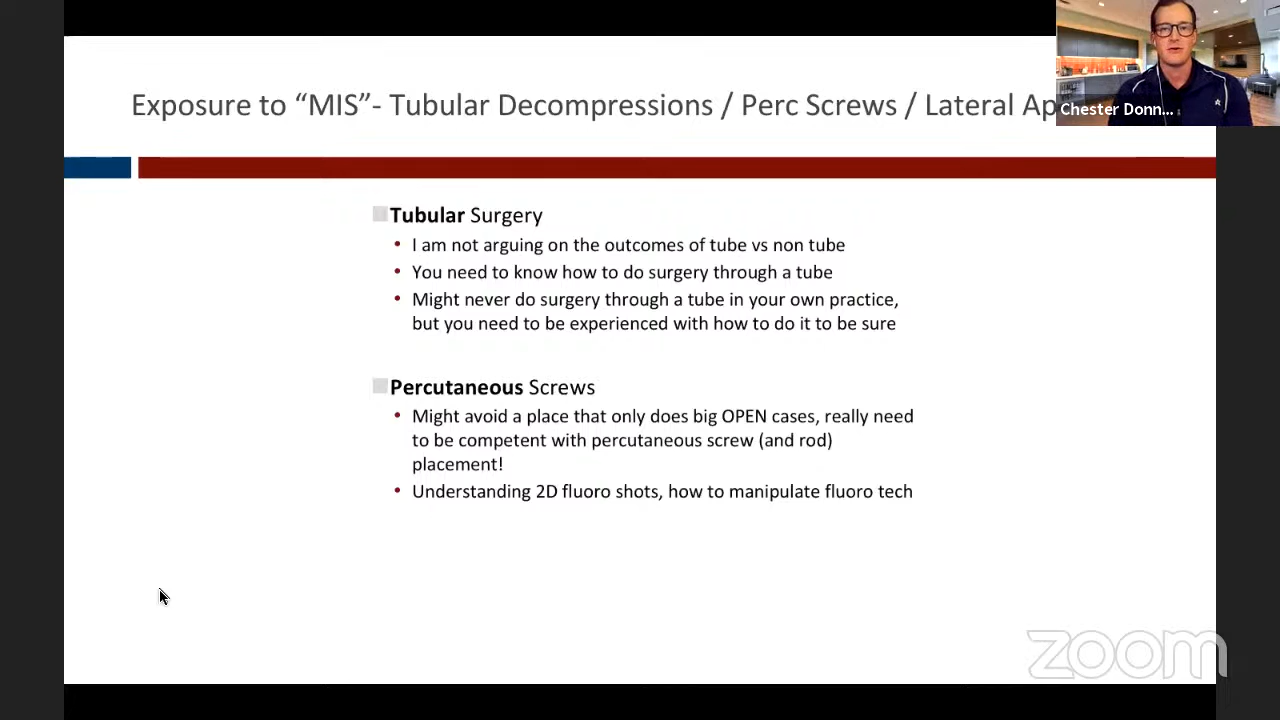 Exposure to “MIS”- Tubular Decompressions / Perc Screws / Lateral Ap
Chester Donn...
Tubular Surgery
• I am not arguing on the outcomes of tube vs non tube
• You need to know how to do surgery through a tube
• Might never do surgery through a tube in your own practice,
but you need to be experienced with how to do it to be sure
Percutaneous Screws
• Might avoid a place that only does big OPEN cases, really need
to be competent with percutaneous screw (and rod)
placement!
• Understanding 2D fluoro shots, how to manipulate fluoro tech
zoom